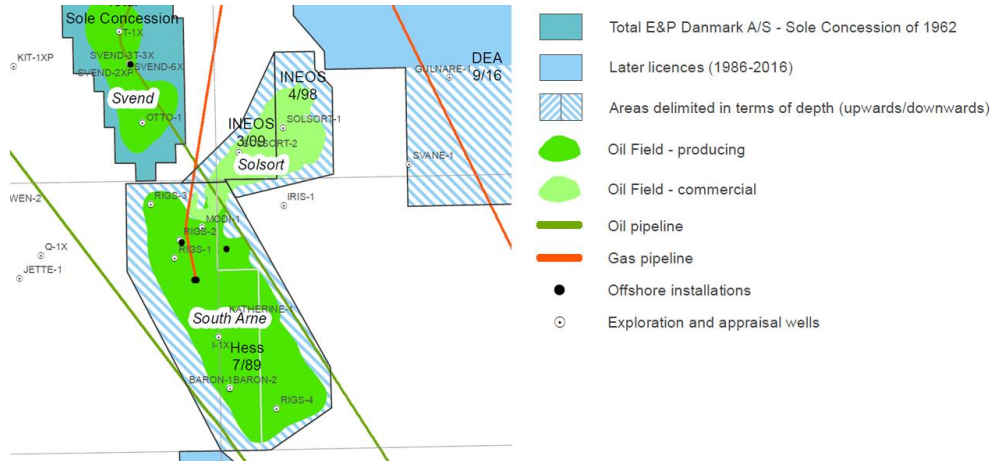 Total
Sole Concession
T-1X
KIT-1XP
SVEND-3T-3X
SVEND-2XP
SVEND-6X
Svend
OTTO-1
INEOS
4/98
DEA
9/16
GULNARE-1
INEOS
3/09
SOLSORT-1
SOLSORT-2
Solsort
SVANE-1
WEN-2
RIGS-3
IRIS-1
MODI-1
RIGS-2
RIGS-1
Q-1X
JETTE-1
KATHERINE-1
South Arne
I-1X
Hess
7/89
BARON-1
BARON-2
RIGS-4
Total E&P Danmark A/S - Sole Concession of 1962
Later licences (1986-2016)
Areas delimited in terms of depth (upwards/downwards)
Oil Field - producing
Oil Field - commercial
Oil pipeline
Gas pipeline
Offshore installations
Exploration and appraisal wells